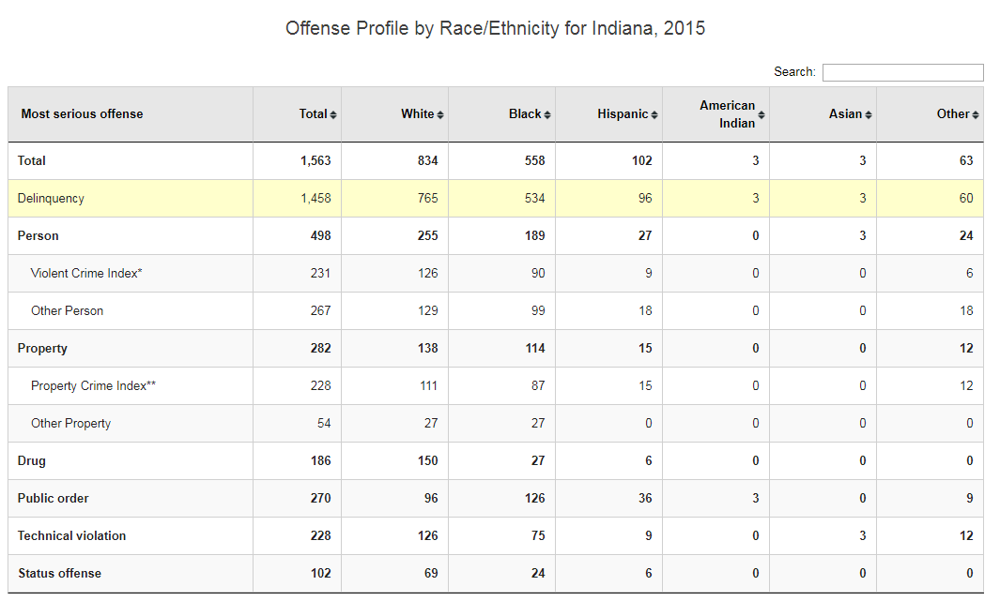 Offense Profile by Race/Ethnicity for Indiana, 2015
Search:
Most serious offense Total White Black Hispanic American Indian Asian Other
Total 1,563 834 558 102 3 3 63
Delinquency 1,458 765 534 96 3 3 60
Person 498 255 189 27 0 3 24
Violent Crime Index* 231 126 90 9 0 0 6
Other Person 267 129 99 18 0 0 18
Property 282 138 114 15 0 0 12
Property Crime Index** 228 111 87 15 0 0 12
Other Property 54 27 27 0 0 0 0
Drug 186 150 27 6 0 0 0
Public order 270 96 126 36 3 0 9
Technical violation 228 126 75 9 0 3 12
Status offense 102 69 24 6 0 0 0